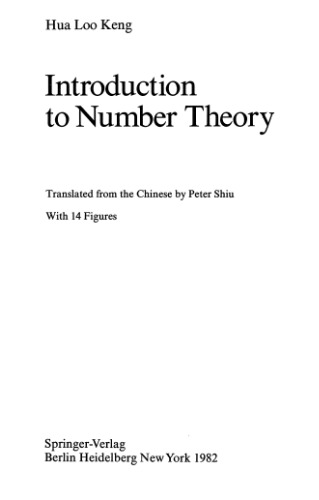 Hua Loo Keng
Introduction
to Number Theory
Translated from the Chinese by Peter Shiu
With 14 Figures
Springer-Verlag
Berlin Heidelberg New York 1982